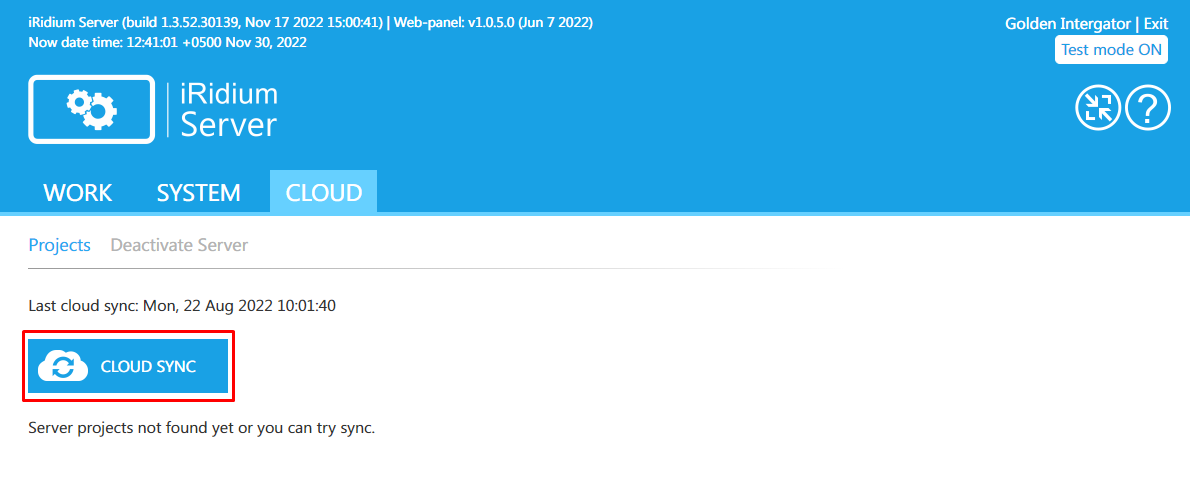 iRidium Server (build 1.3.52.30139, Nov 17 2022 15:00:41) | Web-panel: v1.0.5.0 (Jun 7 2022)
Now date time: 12:41:01 +0500 Nov 30, 2022
Golden Intergator | Exit
Test mode ON
iRidium
Server
?
WORK SYSTEM CLOUD
Projects Deactivate Server
Last cloud sync: Mon, 22 Aug 2022 10:01:40
CLOUD SYNC
Server projects not found yet or you can try sync.